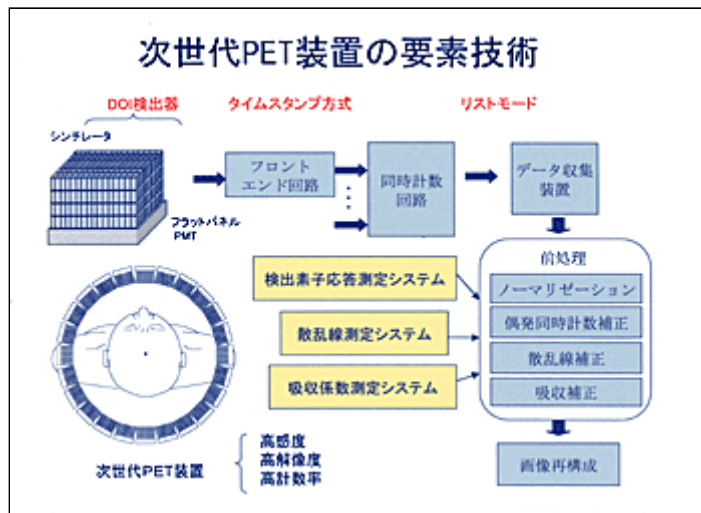 次世代PET装置の要素技術
DOI検出器
タイムスタンプ方式
リストモード
シンチレータ
フラットパネル
PMT
フロント
エンド回路
同時計数
回路
データ収集
装置
前処理
ノーマリゼーション
偶発同時計数補正
散乱線補正
吸収補正
検出素子応答測定システム
散乱線測定システム
吸収係数測定システム
画像再構成
次世代PET装置
高感度
高解像度
高計数率